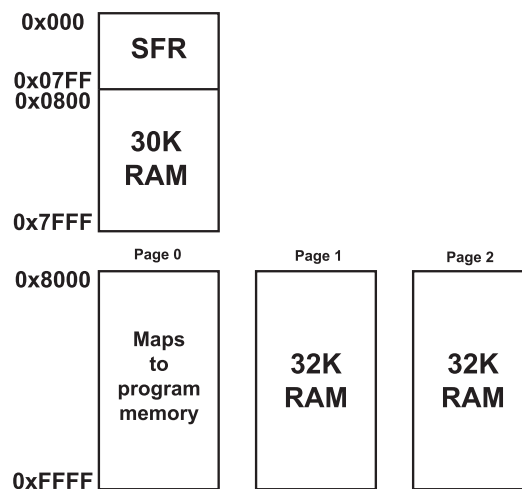 0x000
SFR
0x07FF
0x0800
30K
RAM
0x7FFF
Page 0
Page 1
Page 2
0x8000
Maps
to
program
memory
32K
RAM
32K
RAM
0xFFFF